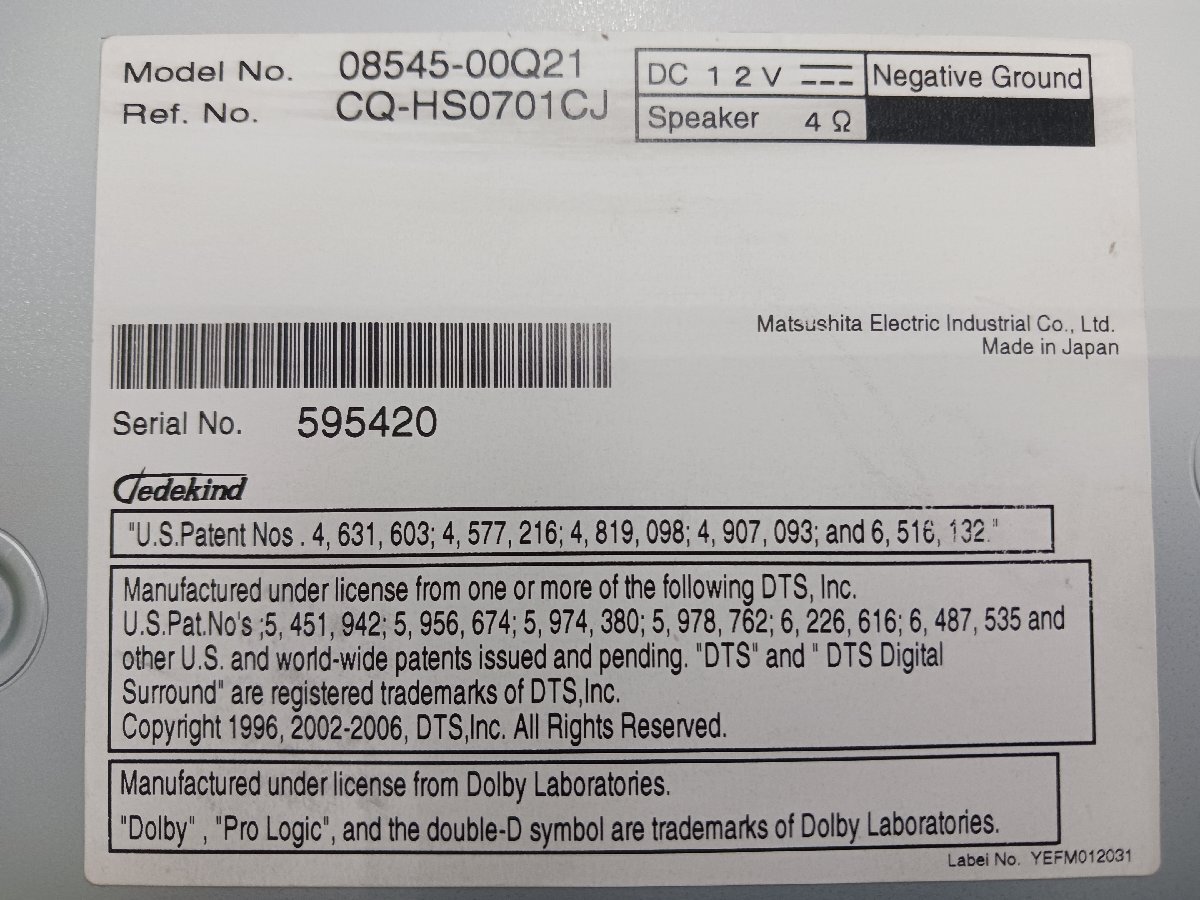 Model No. 08545-00Q21
Ref. No. CQ-HS0701CJ
DC 12V ⎓ Negative Ground
Speaker 4Ω
Matsushita Electric Industrial Co., Ltd.
Made in Japan
Serial No. 595420
Gedekind
"U.S.Patent Nos . 4, 631, 603; 4, 577, 216; 4, 819, 098; 4, 907, 093; and 6, 516, 132."
Manufactured under license from one or more of the following DTS, Inc.
U.S.Pat.No's ;5, 451, 942; 5, 956, 674; 5, 974, 380; 5, 978, 762; 6, 226, 616; 6, 487, 535 and
other U.S. and world-wide patents issued and pending. "DTS" and " DTS Digital
Surround" are registered trademarks of DTS,Inc.
Copyright 1996, 2002-2006, DTS,Inc. All Rights Reserved.
Manufactured under license from Dolby Laboratories.
"Dolby" , "Pro Logic", and the double-D symbol are trademarks of Dolby Laboratories.
Label No. YEFM012031